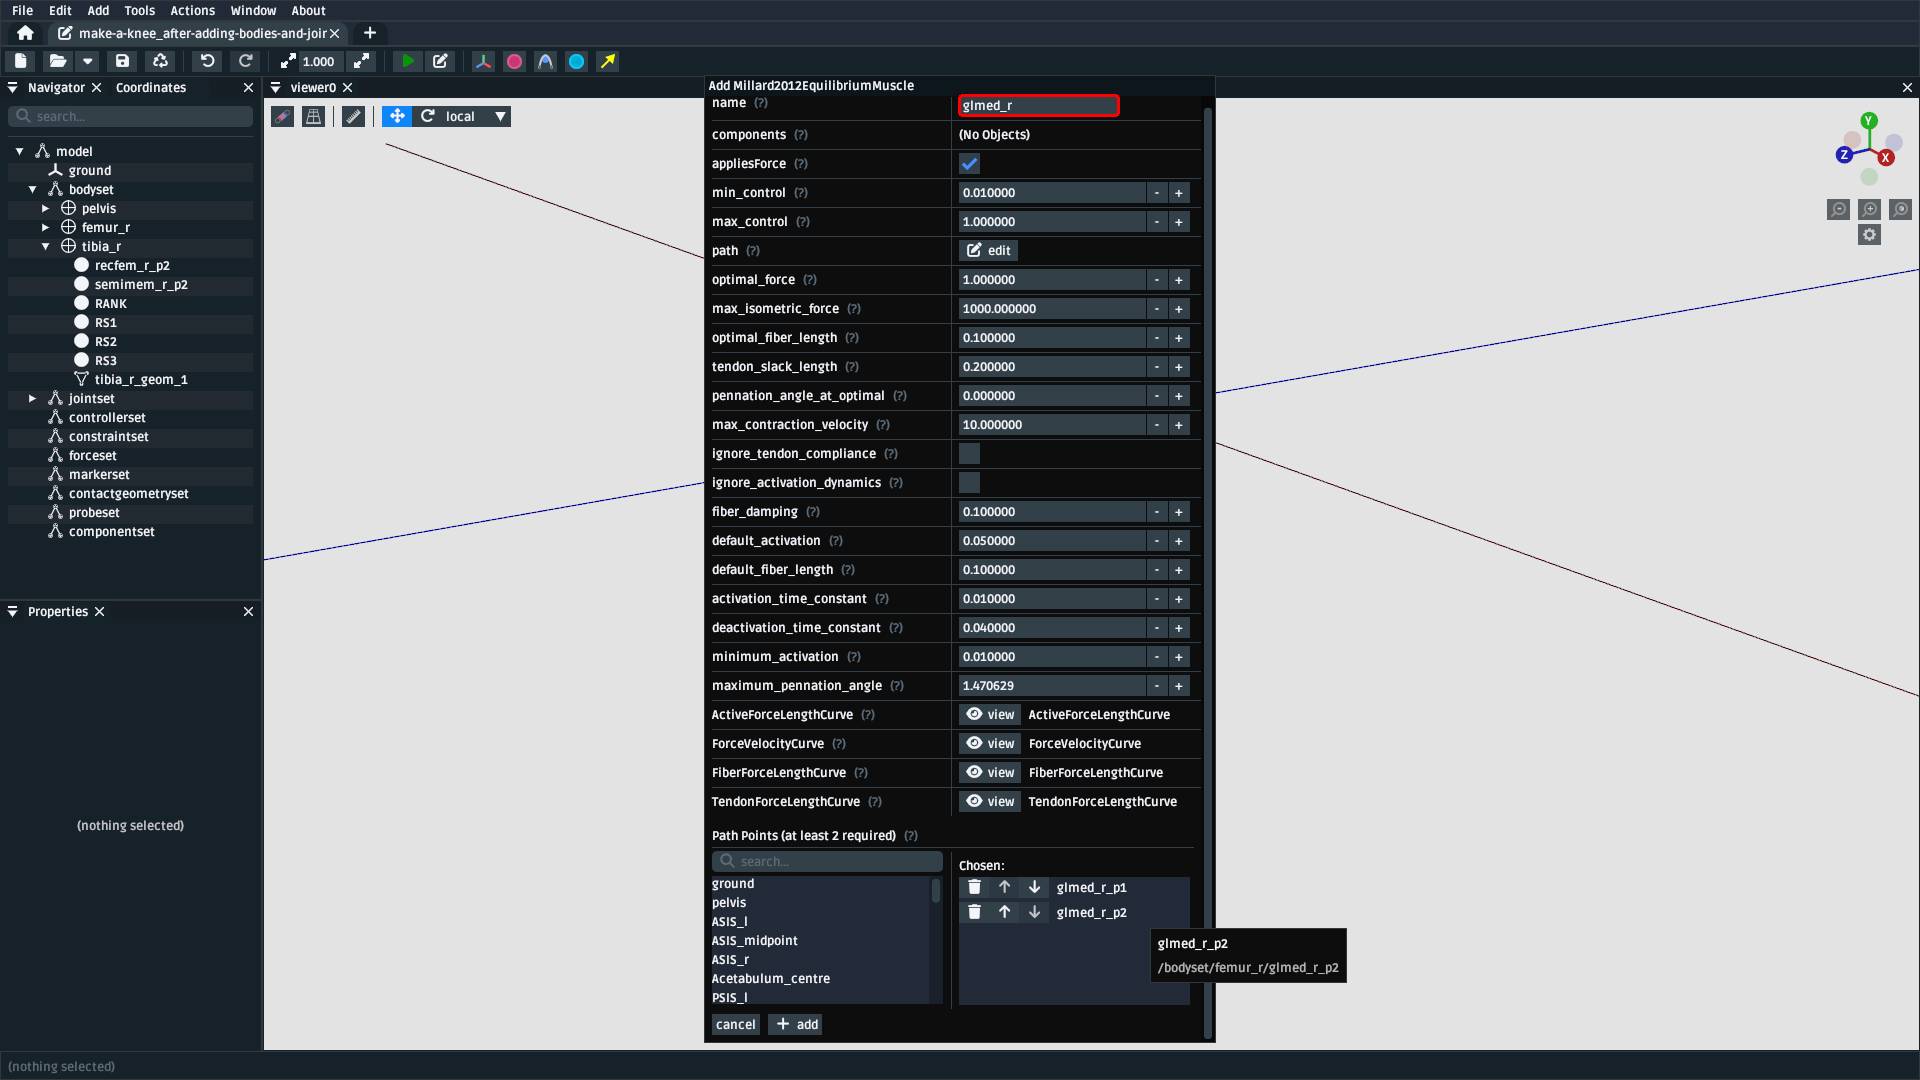 File Edit Add Tools Actions Window About
make-a-knee_after-adding-bodies-and-joir
1.000
Navigator Coordinates
viewer0
search...
local
model
ground
bodyset
pelvis
femur_r
tibia_r
recfem_r_p2
semimem_r_p2
RANK
RS1
RS2
RS3
tibia_r_geom_1
jointset
controllerset
constraintset
forceset
markerset
contactgeometryset
probeset
componentset
Properties
(nothing selected)
(nothing selected)
Add Millard2012EquilibriumMuscle
name (?) glmed_r
components (?) (No Objects)
appliesForce (?)
min_control (?) 0.010000 - +
max_control (?) 1.000000 - +
path (?) edit
optimal_force (?) 1.000000 - +
max_isometric_force (?) 1000.000000 - +
optimal_fiber_length (?) 0.100000 - +
tendon_slack_length (?) 0.200000 - +
pennation_angle_at_optimal (?) 0.000000 - +
max_contraction_velocity (?) 10.000000 - +
ignore_tendon_compliance (?)
ignore_activation_dynamics (?)
fiber_damping (?) 0.100000 - +
default_activation (?) 0.050000 - +
default_fiber_length (?) 0.100000 - +
activation_time_constant (?) 0.010000 - +
deactivation_time_constant (?) 0.040000 - +
minimum_activation (?) 0.010000 - +
maximum_pennation_angle (?) 1.470629 - +
ActiveForceLengthCurve (?) view ActiveForceLengthCurve
ForceVelocityCurve (?) view ForceVelocityCurve
FiberForceLengthCurve (?) view FiberForceLengthCurve
TendonForceLengthCurve (?) view TendonForceLengthCurve
Path Points (at least 2 required) (?)
search...
ground
pelvis
ASIS_l
ASIS_midpoint
ASIS_r
Acetabulum_centre
PSIS_l
Chosen:
glmed_r_p1
glmed_r_p2
cancel + add
glmed_r_p2
/bodyset/femur_r/glmed_r_p2
Y
Z
X